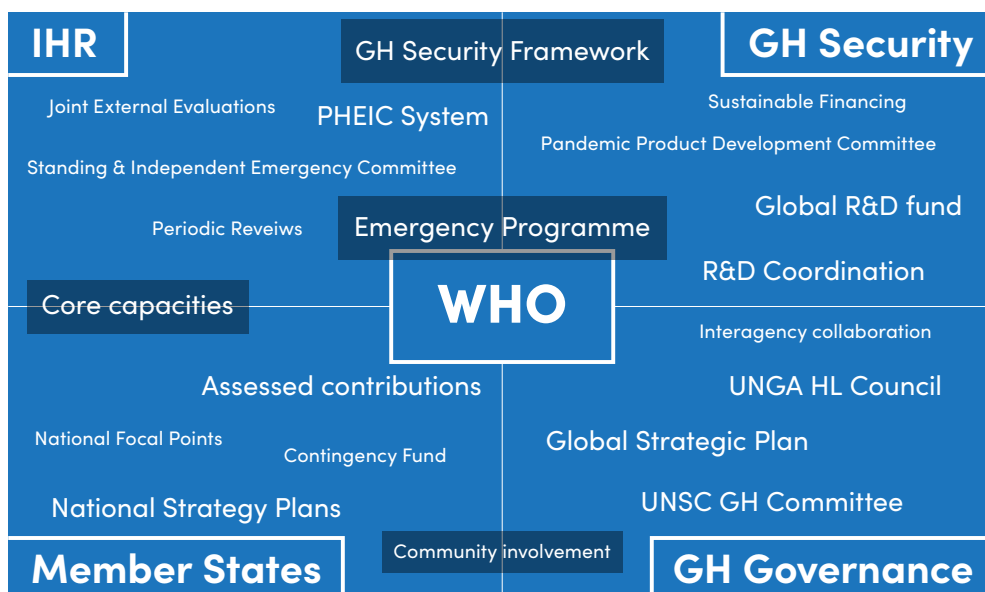 IHR
GH Security Framework
GH Security
Joint External Evaluations
PHEIC System
Sustainable Financing
Pandemic Product Development Committee
Standing & Independent Emergency Committee
Global R&D fund
Periodic Reveiws
Emergency Programme
R&D Coordination
Core capacities
WHO
Interagency collaboration
Assessed contributions
UNGA HL Council
National Focal Points
Contingency Fund
Global Strategic Plan
National Strategy Plans
UNSC GH Committee
Community involvement
Member States
GH Governance